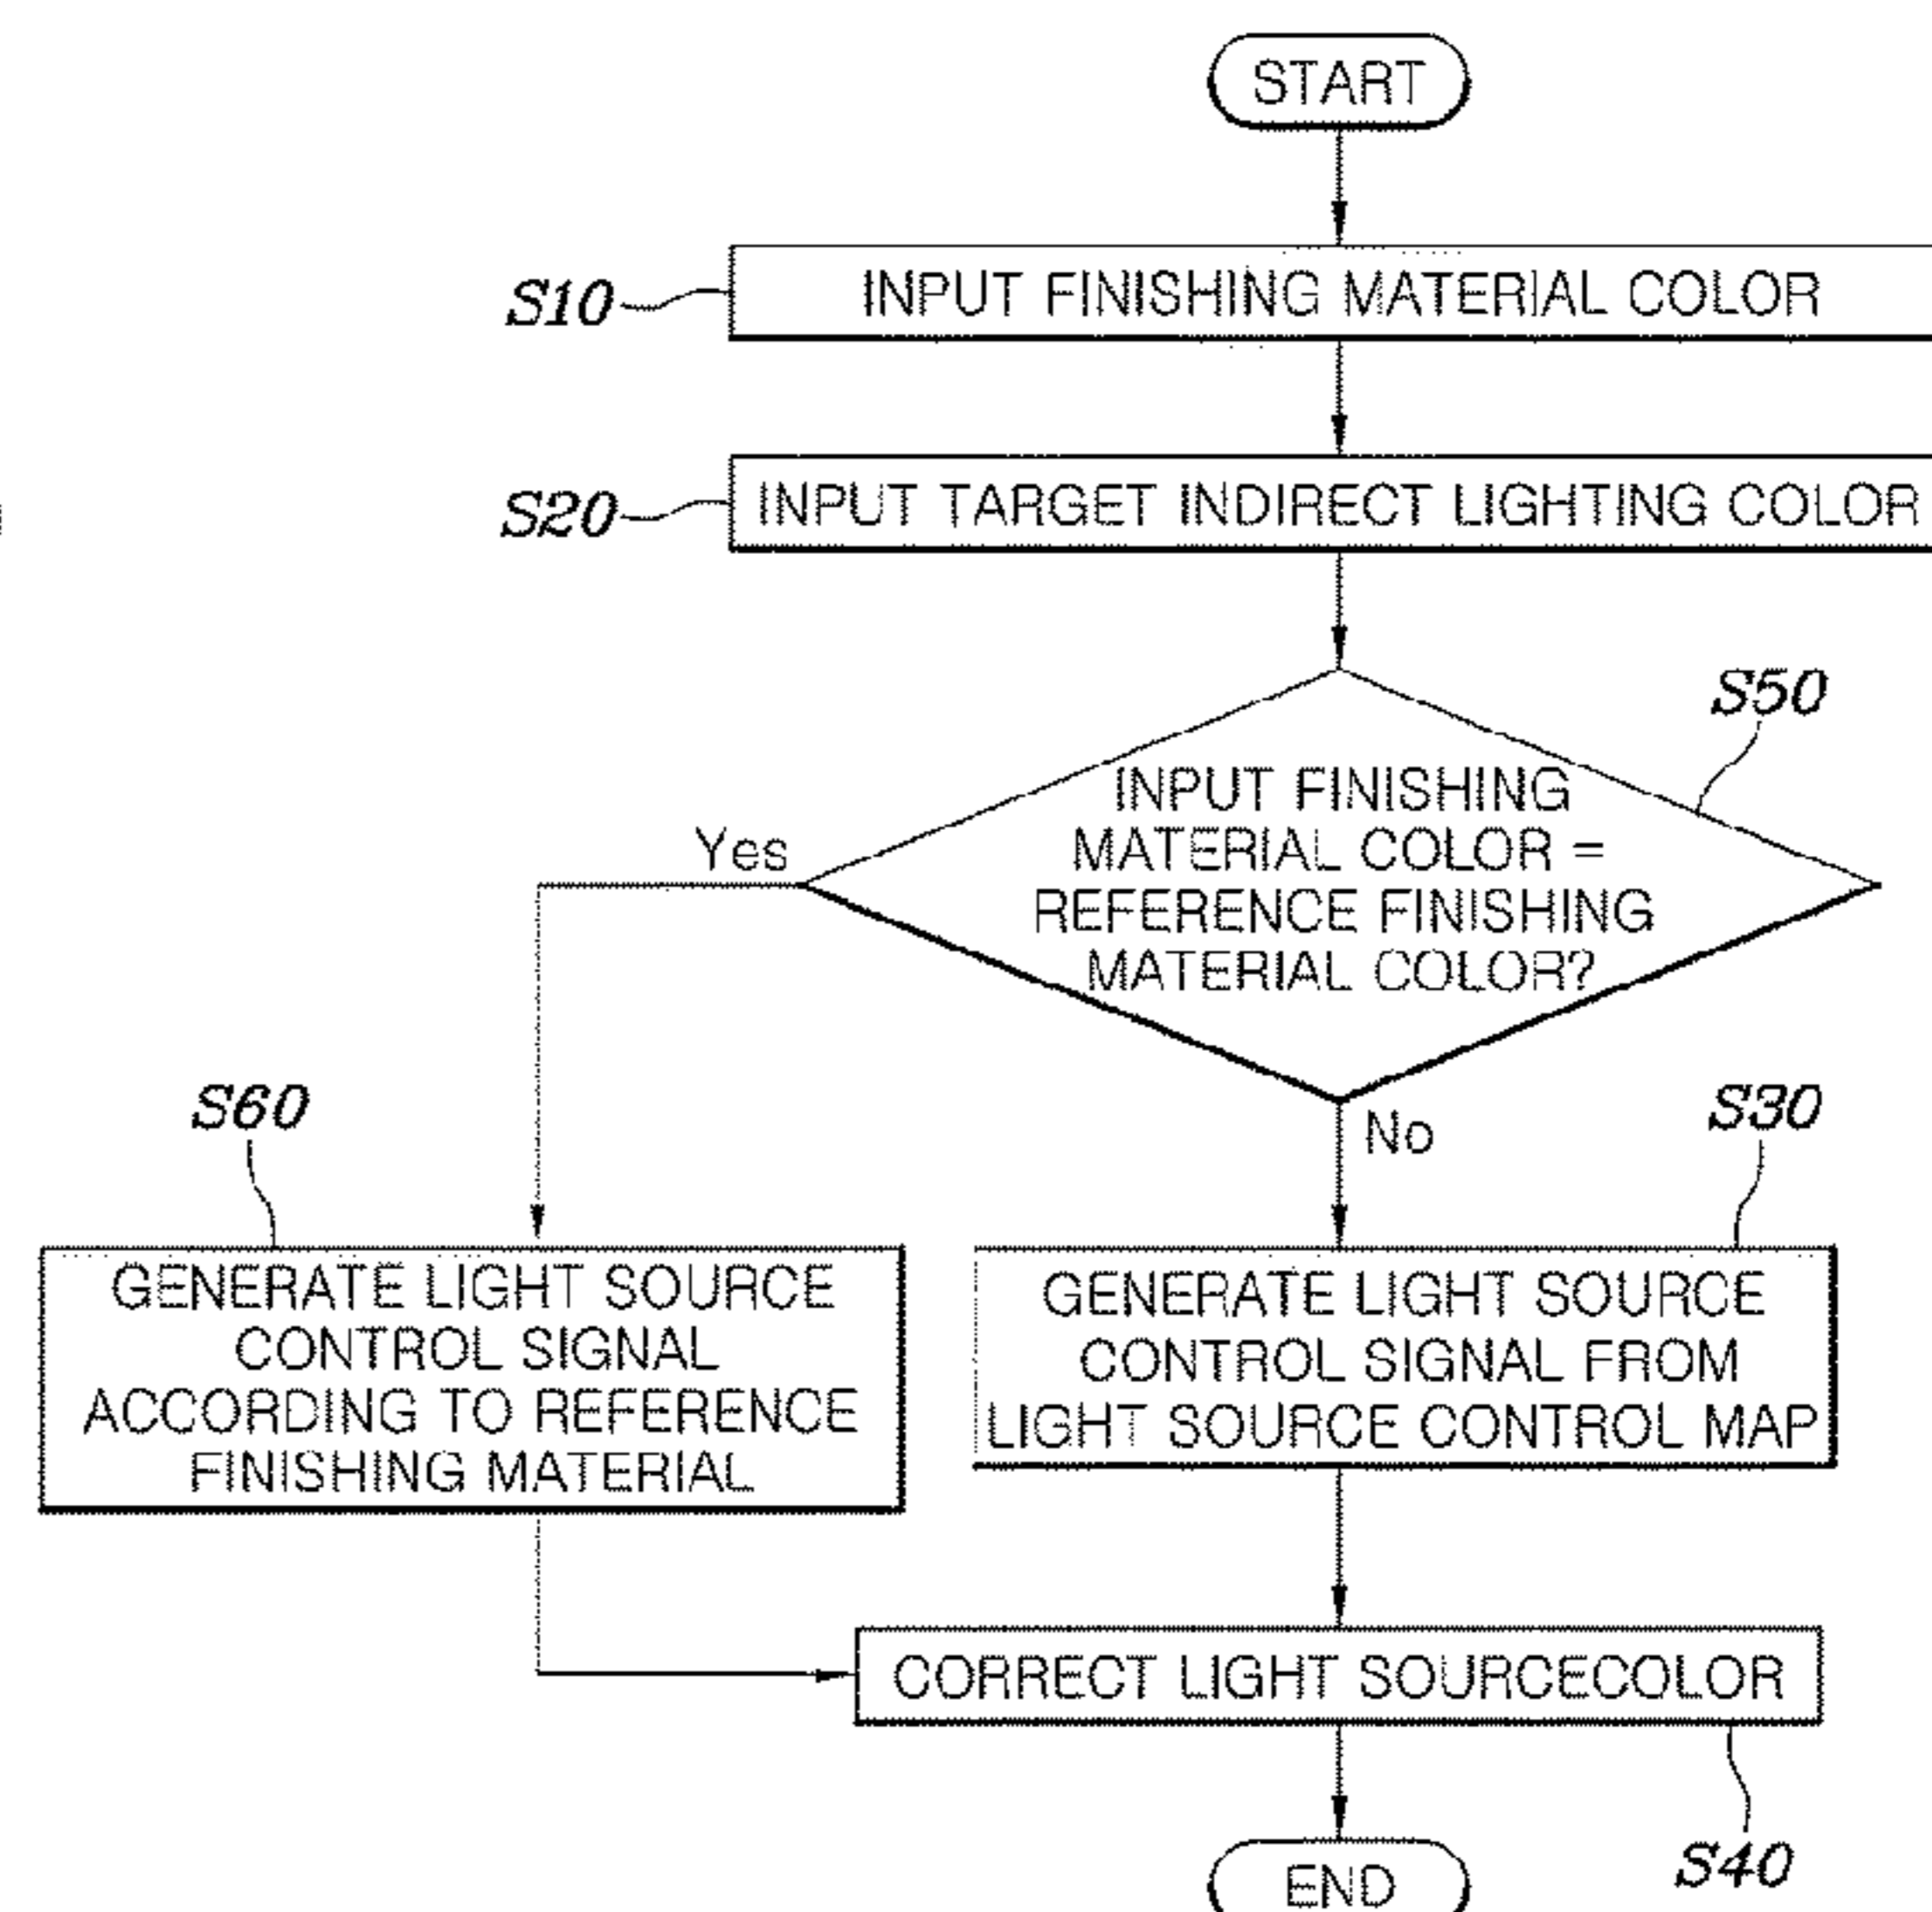 START
S10
INPUT FINISHING MATERIAL COLOR
S20
INPUT TARGET INDIRECT LIGHTING COLOR
S50
INPUT FINISHING
MATERIAL COLOR =
REFERENCE FINISHING
MATERIAL COLOR?
Yes
No
S60
GENERATE LIGHT SOURCE
CONTROL SIGNAL
ACCORDING TO REFERENCE
FINISHING MATERIAL
S30
GENERATE LIGHT SOURCE
CONTROL SIGNAL FROM
LIGHT SOURCE CONTROL MAP
CORRECT LIGHT SOURCECOLOR
S40
END